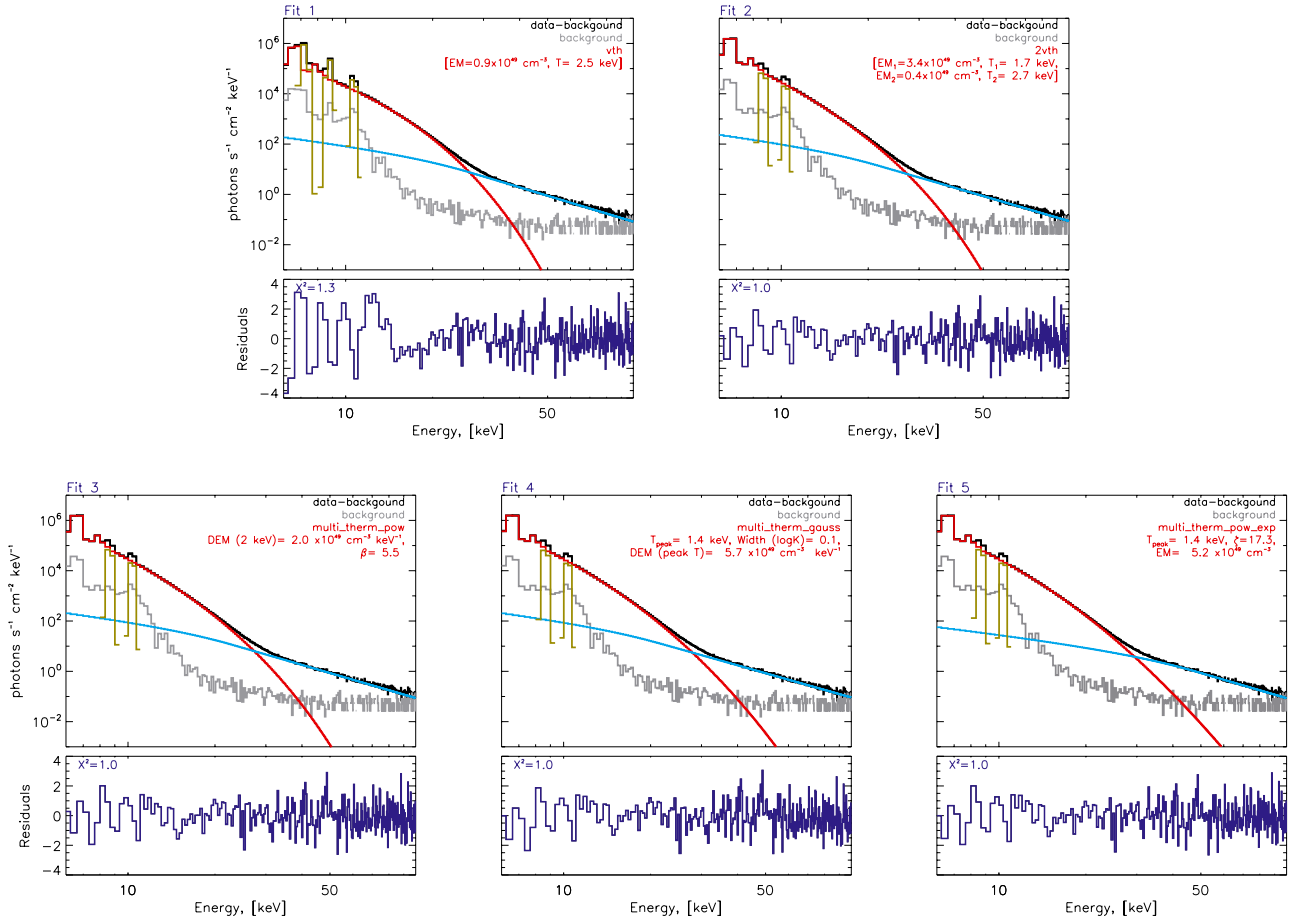 Fit 1
data-backgound
background
vth
[EM=0.9x10⁴⁹ cm⁻³, T= 2.5 keV]
photons s⁻¹ cm⁻² keV⁻¹
10⁶
10⁴
10²
10⁰
10⁻²
X²=1.3
Residuals
4
2
0
−2
−4
10
50
Energy, [keV]
Fit 2
data-backgound
background
2vth
[EM₁=3.4x10⁴⁹ cm⁻³, T₁= 1.7 keV,
EM₂=0.4x10⁴⁹ cm⁻³, T₂= 2.7 keV]
X²=1.0
10
50
Energy, [keV]
Fit 3
data-backgound
background
multi_therm_pow
DEM (2 keV)= 2.0 x10⁴⁹ cm⁻³ keV⁻¹,
β= 5.5
photons s⁻¹ cm⁻² keV⁻¹
10⁶
10⁴
10²
10⁰
10⁻²
X²=1.0
Residuals
4
2
0
−2
−4
10
50
Energy, [keV]
Fit 4
data-backgound
background
multi_therm_gauss
Tpeak= 1.4 keV, Width (logK)= 0.1,
DEM (peak T)= 5.7 x10⁴⁹ cm⁻³ keV⁻¹
X²=1.0
10
50
Energy, [keV]
Fit 5
data-backgound
background
multi_therm_pow_exp
Tpeak= 1.4 keV, ζ=17.3,
EM= 5.2 x10⁴⁹ cm⁻³
X²=1.0
10
50
Energy, [keV]